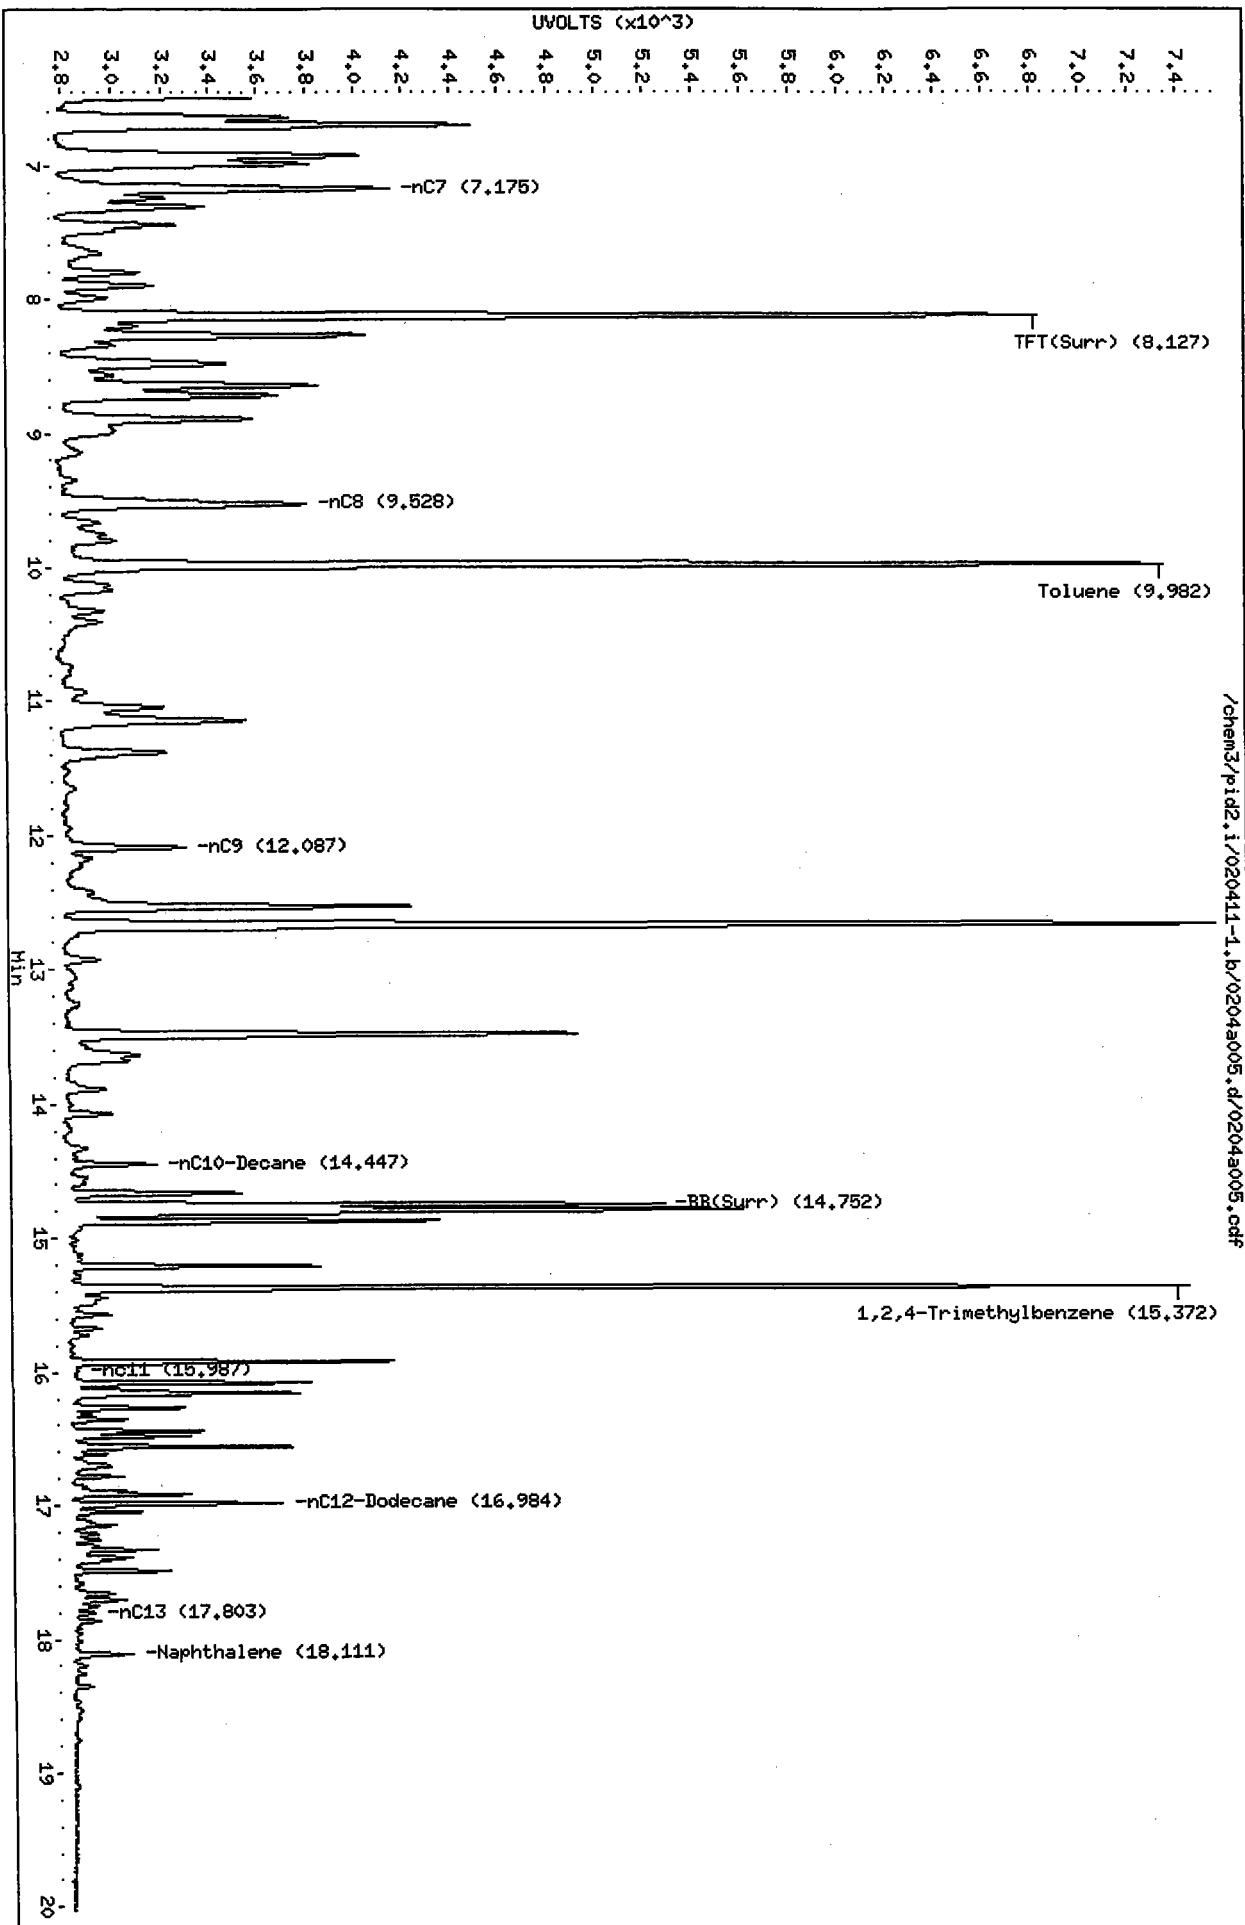 /chem3/pid2.i/020411-1.b/0204a005.d/0204a005.cdf
UVOLTS (x10^3)
7.4
7.2
7.0
6.8
6.6
6.4
6.2
6.0
5.8
5.6
5.4
5.2
5.0
4.8
4.6
4.4
4.2
4.0
3.8
3.6
3.4
3.2
3.0
2.8
-nC7 (7.175)
TFT(Surr) (8.127)
-nC8 (9.528)
Toluene (9.982)
-nC9 (12.087)
-nC10-Decane (14.447)
-BB(Surr) (14.752)
1,2,4-Trimethylbenzene (15.372)
-nc11 (15.987)
-nC12-Dodecane (16.984)
-nC13 (17.803)
-Naphthalene (18.111)
7
8
9
10
11
12
13
14
15
16
17
18
19
20
Min